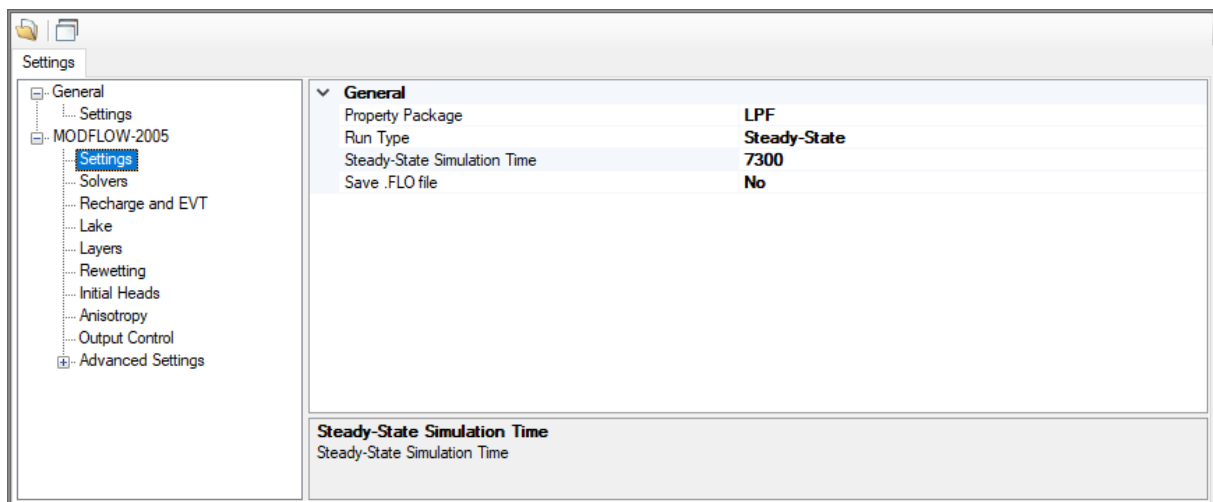 Settings
General
Settings
MODFLOW-2005
Settings
Solvers
Recharge and EVT
Lake
Layers
Rewetting
Initial Heads
Anisotropy
Output Control
Advanced Settings
General
Property Package LPF
Run Type Steady-State
Steady-State Simulation Time 7300
Save .FLO file No
Steady-State Simulation Time
Steady-State Simulation Time